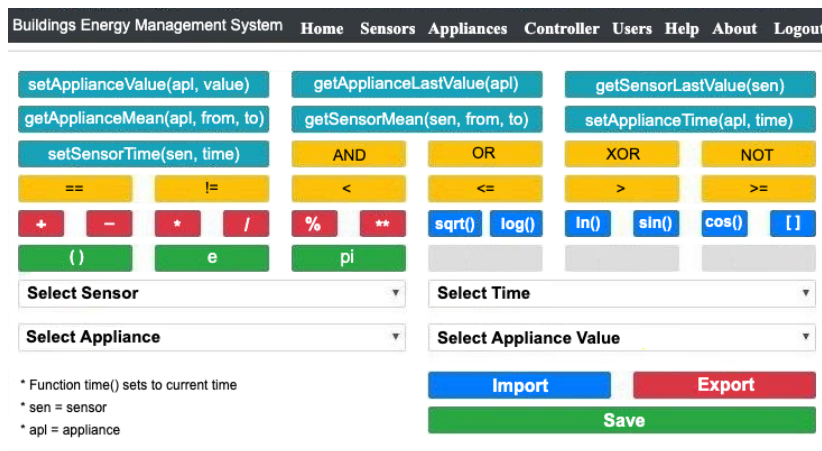 Buildings Energy Management System Home Sensors Appliances Controller Users Help About Logout
setApplianceValue(apl, value) getApplianceLastValue(apl) getSensorLastValue(sen)
getApplianceMean(apl, from, to) getSensorMean(sen, from, to) setApplianceTime(apl, time)
setSensorTime(sen, time) AND OR XOR NOT
== != < <= > >=
+ − * / % ** sqrt() log() ln() sin() cos() [ ]
( ) e pi
Select Sensor Select Time
Select Appliance Select Appliance Value
* Function time() sets to current time Import Export
* sen = sensor Save
* apl = appliance